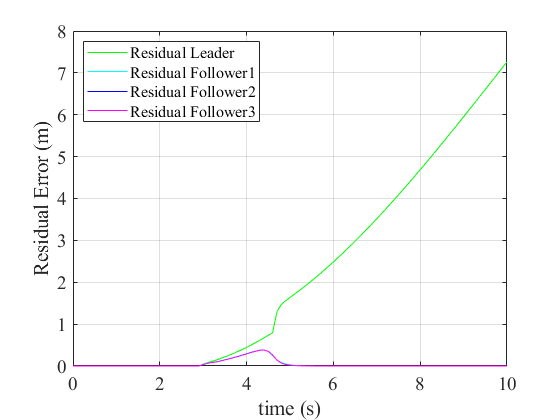 8
7
6
5
4
3
2
1
0
Residual Error (m)
Residual Leader
Residual Follower1
Residual Follower2
Residual Follower3
0 2 4 6 8 10
time (s)